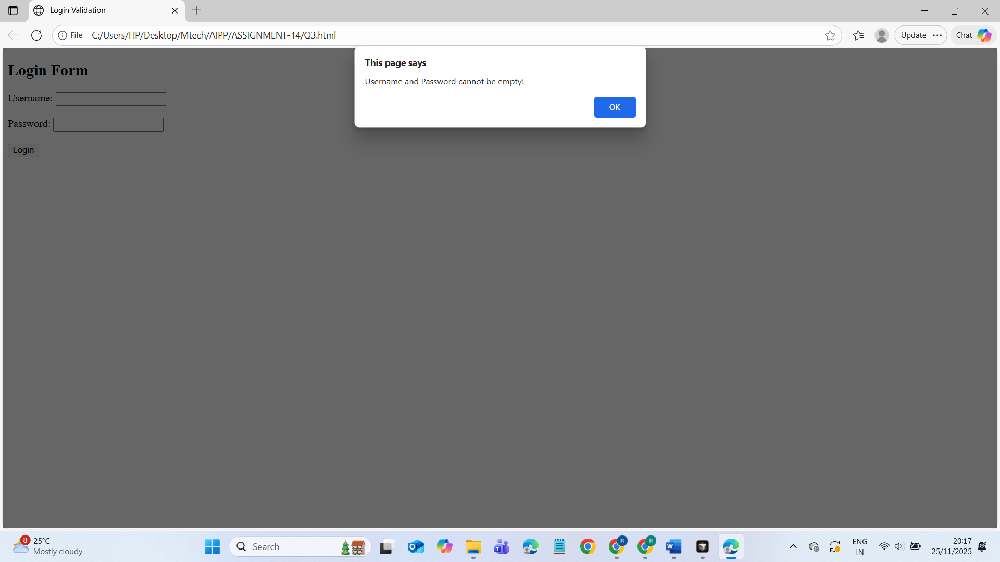 Login Validation
File C:/Users/HP/Desktop/Mtech/AIPP/ASSIGNMENT-14/Q3.html
Update
Chat
This page says
Username and Password cannot be empty!
OK
Login Form
Username:
Password:
Login
8
25°C
Mostly cloudy
Search
R
R
ENG
IN
20:17
25/11/2025